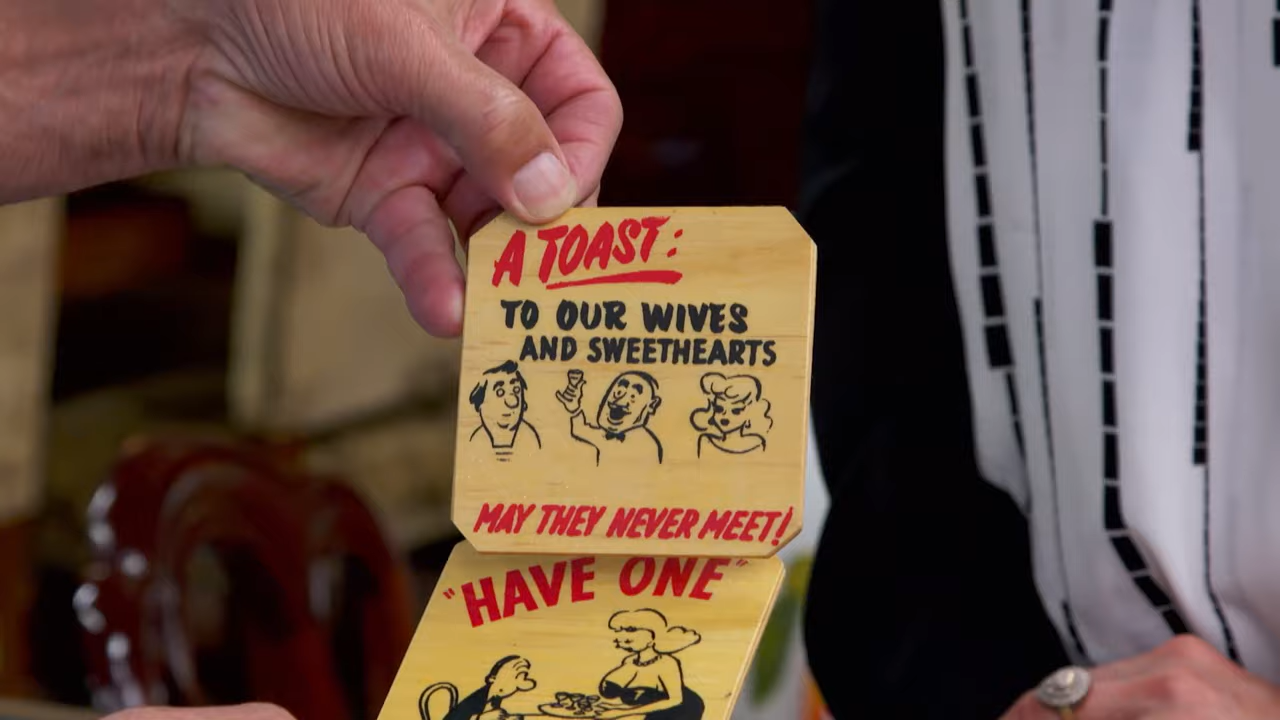 A TOAST:
TO OUR WIVES
AND SWEETHEARTS
MAY THEY NEVER MEET!
"HAVE ONE"